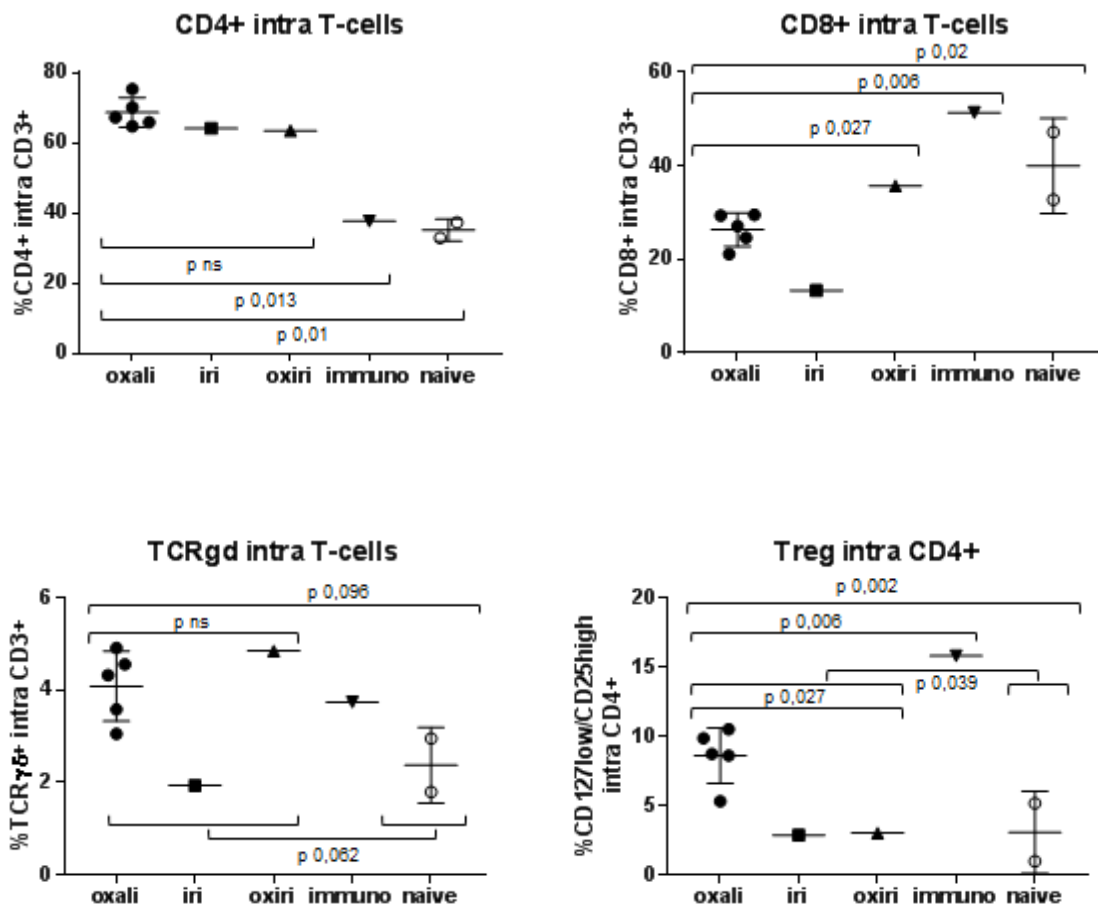 CD4+ intra T-cells
%CD4+ intra CD3+
80
60
40
20
0
p ns
p 0,013
p 0,01
oxali iri oxiri immuno naive
CD8+ intra T-cells
p 0,02
p 0,006
p 0,027
%CD8+ intra CD3+
60
40
20
0
oxali iri oxiri immuno naive
TCRgd intra T-cells
p 0,096
p ns
%TCRγδ+ intra CD3+
6
4
2
0
p 0,062
oxali iri oxiri immuno naive
Treg intra CD4+
p 0,002
p 0,006
p 0,039
p 0,027
%CD127low/CD25high
intra CD4+
20
15
10
5
0
oxali iri oxiri immuno naive